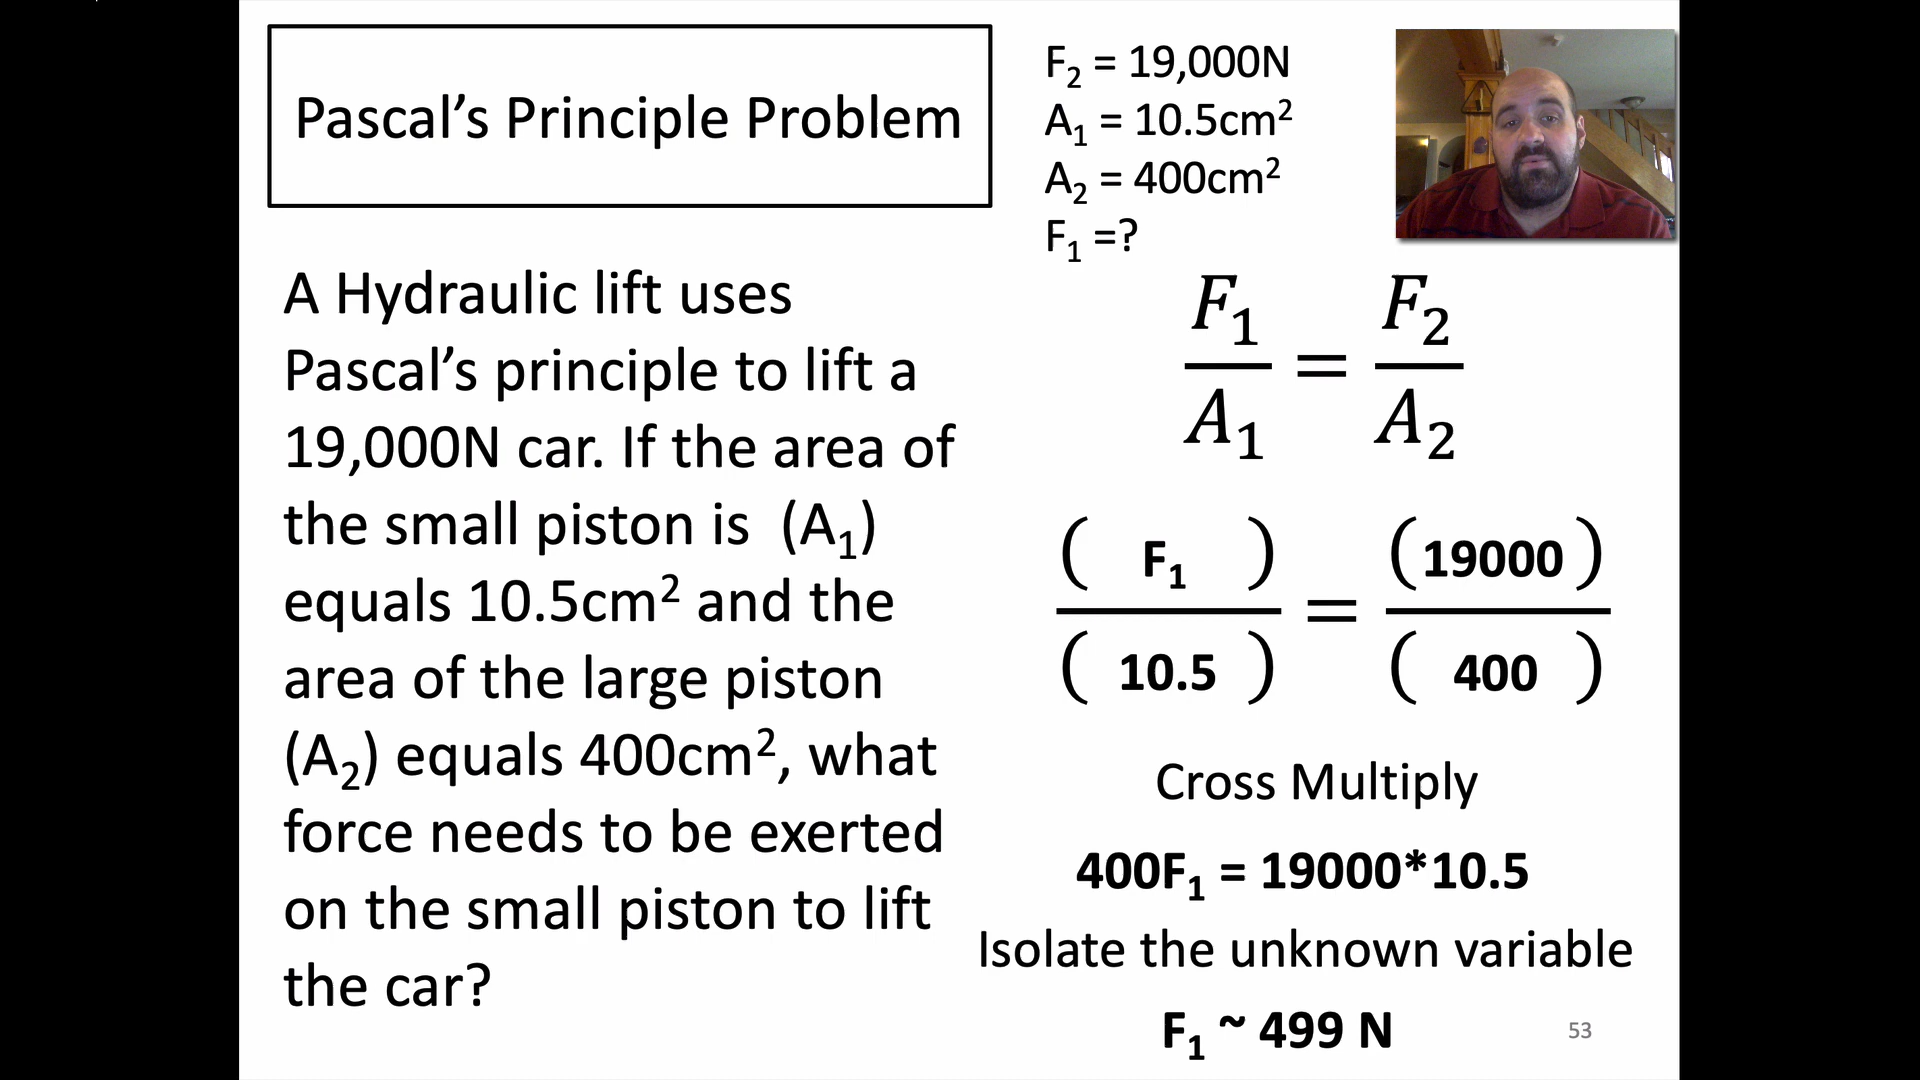 Pascal’s Principle Problem
A Hydraulic lift uses
Pascal’s principle to lift a
19,000N car. If the area of
the small piston is (A₁)
equals 10.5cm² and the
area of the large piston
(A₂) equals 400cm², what
force needs to be exerted
on the small piston to lift
the car?
F₂ = 19,000N
A₁ = 10.5cm²
A₂ = 400cm²
F₁ =?
F₁/A₁ = F₂/A₂
( F₁ )/( 10.5 ) = ( 19000 )/( 400 )
Cross Multiply
400F₁ = 19000*10.5
Isolate the unknown variable
F₁ ~ 499 N
53